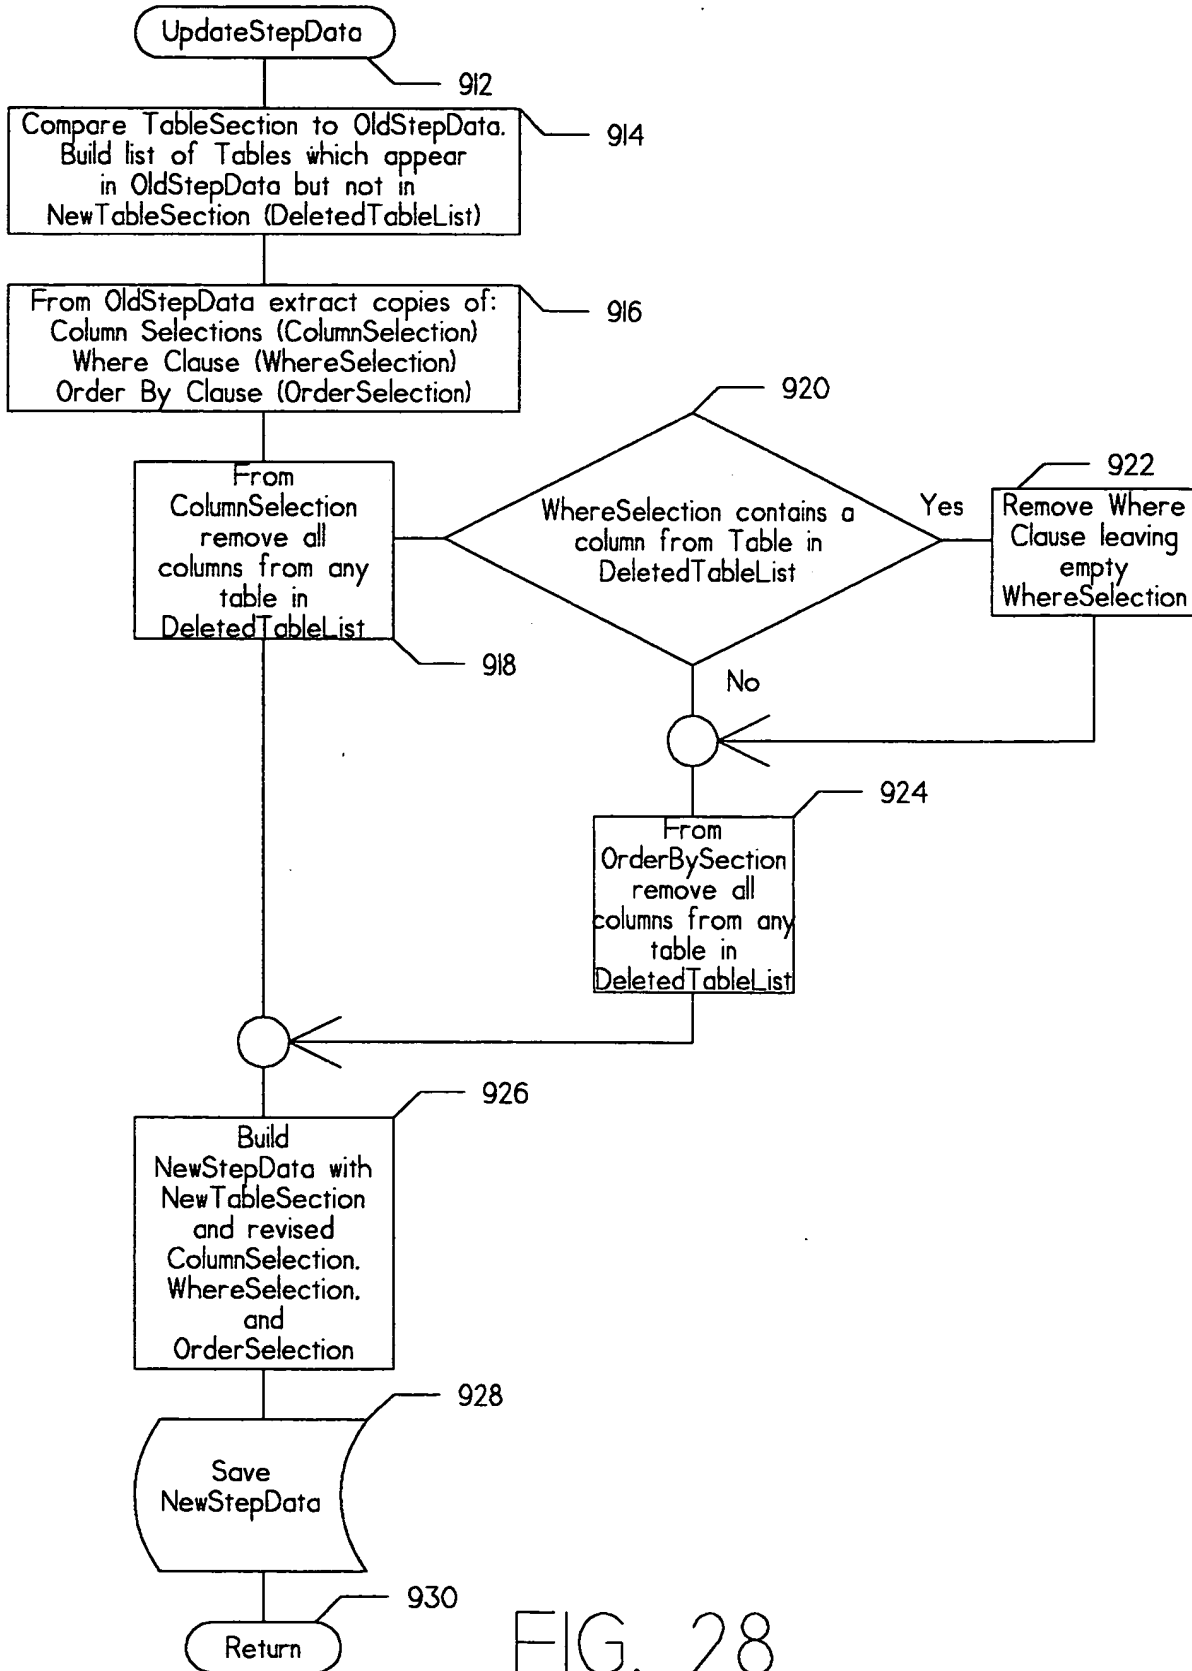 UpdateStepData
912
Compare TableSection to OldStepData.
Build list of Tables which appear
in OldStepData but not in
NewTableSection (DeletedTableList)
914
From OldStepData extract copies of:
Column Selections (ColumnSelection)
Where Clause (WhereSelection)
Order By Clause (OrderSelection)
916
From
ColumnSelection
remove all
columns from any
table in
DeletedTableList
918
920
WhereSelection contains a
column from Table in
DeletedTableList
Yes
922
Remove Where
Clause leaving
empty
WhereSelection
No
924
From
OrderBySection
remove all
columns from any
table in
DeletedTableList
926
Build
NewStepData with
NewTableSection
and revised
ColumnSelection.
WhereSelection.
and
OrderSelection
928
Save
NewStepData
930
Return
FIG. 28